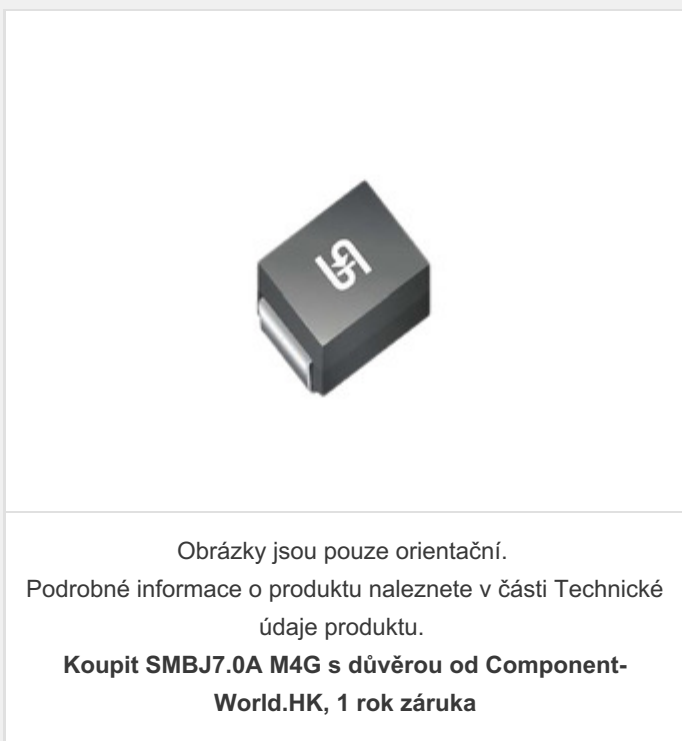 Obrázky jsou pouze orientační.
Podrobné informace o produktu naleznete v části Technické
údaje produktu.
Koupit SMBJ7.0A M4G s důvěrou od Component-
World.HK, 1 rok záruka